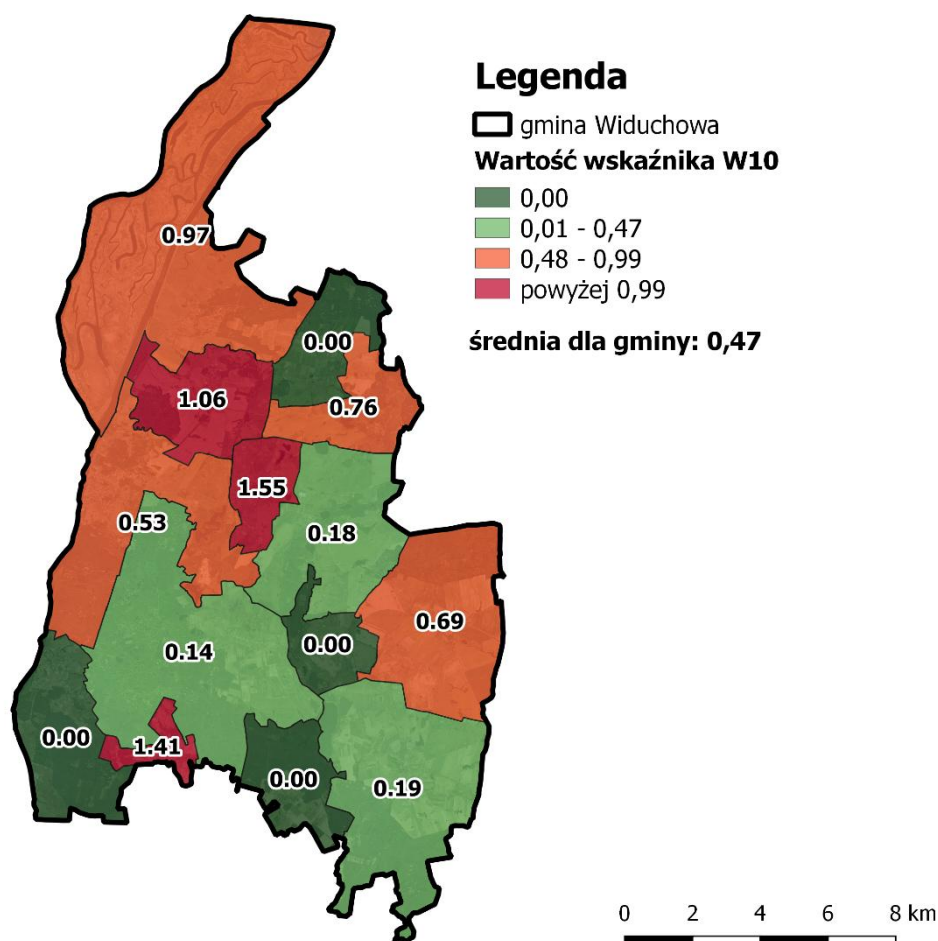 Legenda
gmina Widuchowa
Wartość wskaźnika W10
0,00
0,01 - 0,47
0,48 - 0,99
powyżej 0,99
średnia dla gminy: 0,47
0.97
0.00
1.06
0.76
1.55
0.53
0.18
0.69
0.00
0.14
0.00
1.41
0.00
0.19
0 2 4 6 8 km